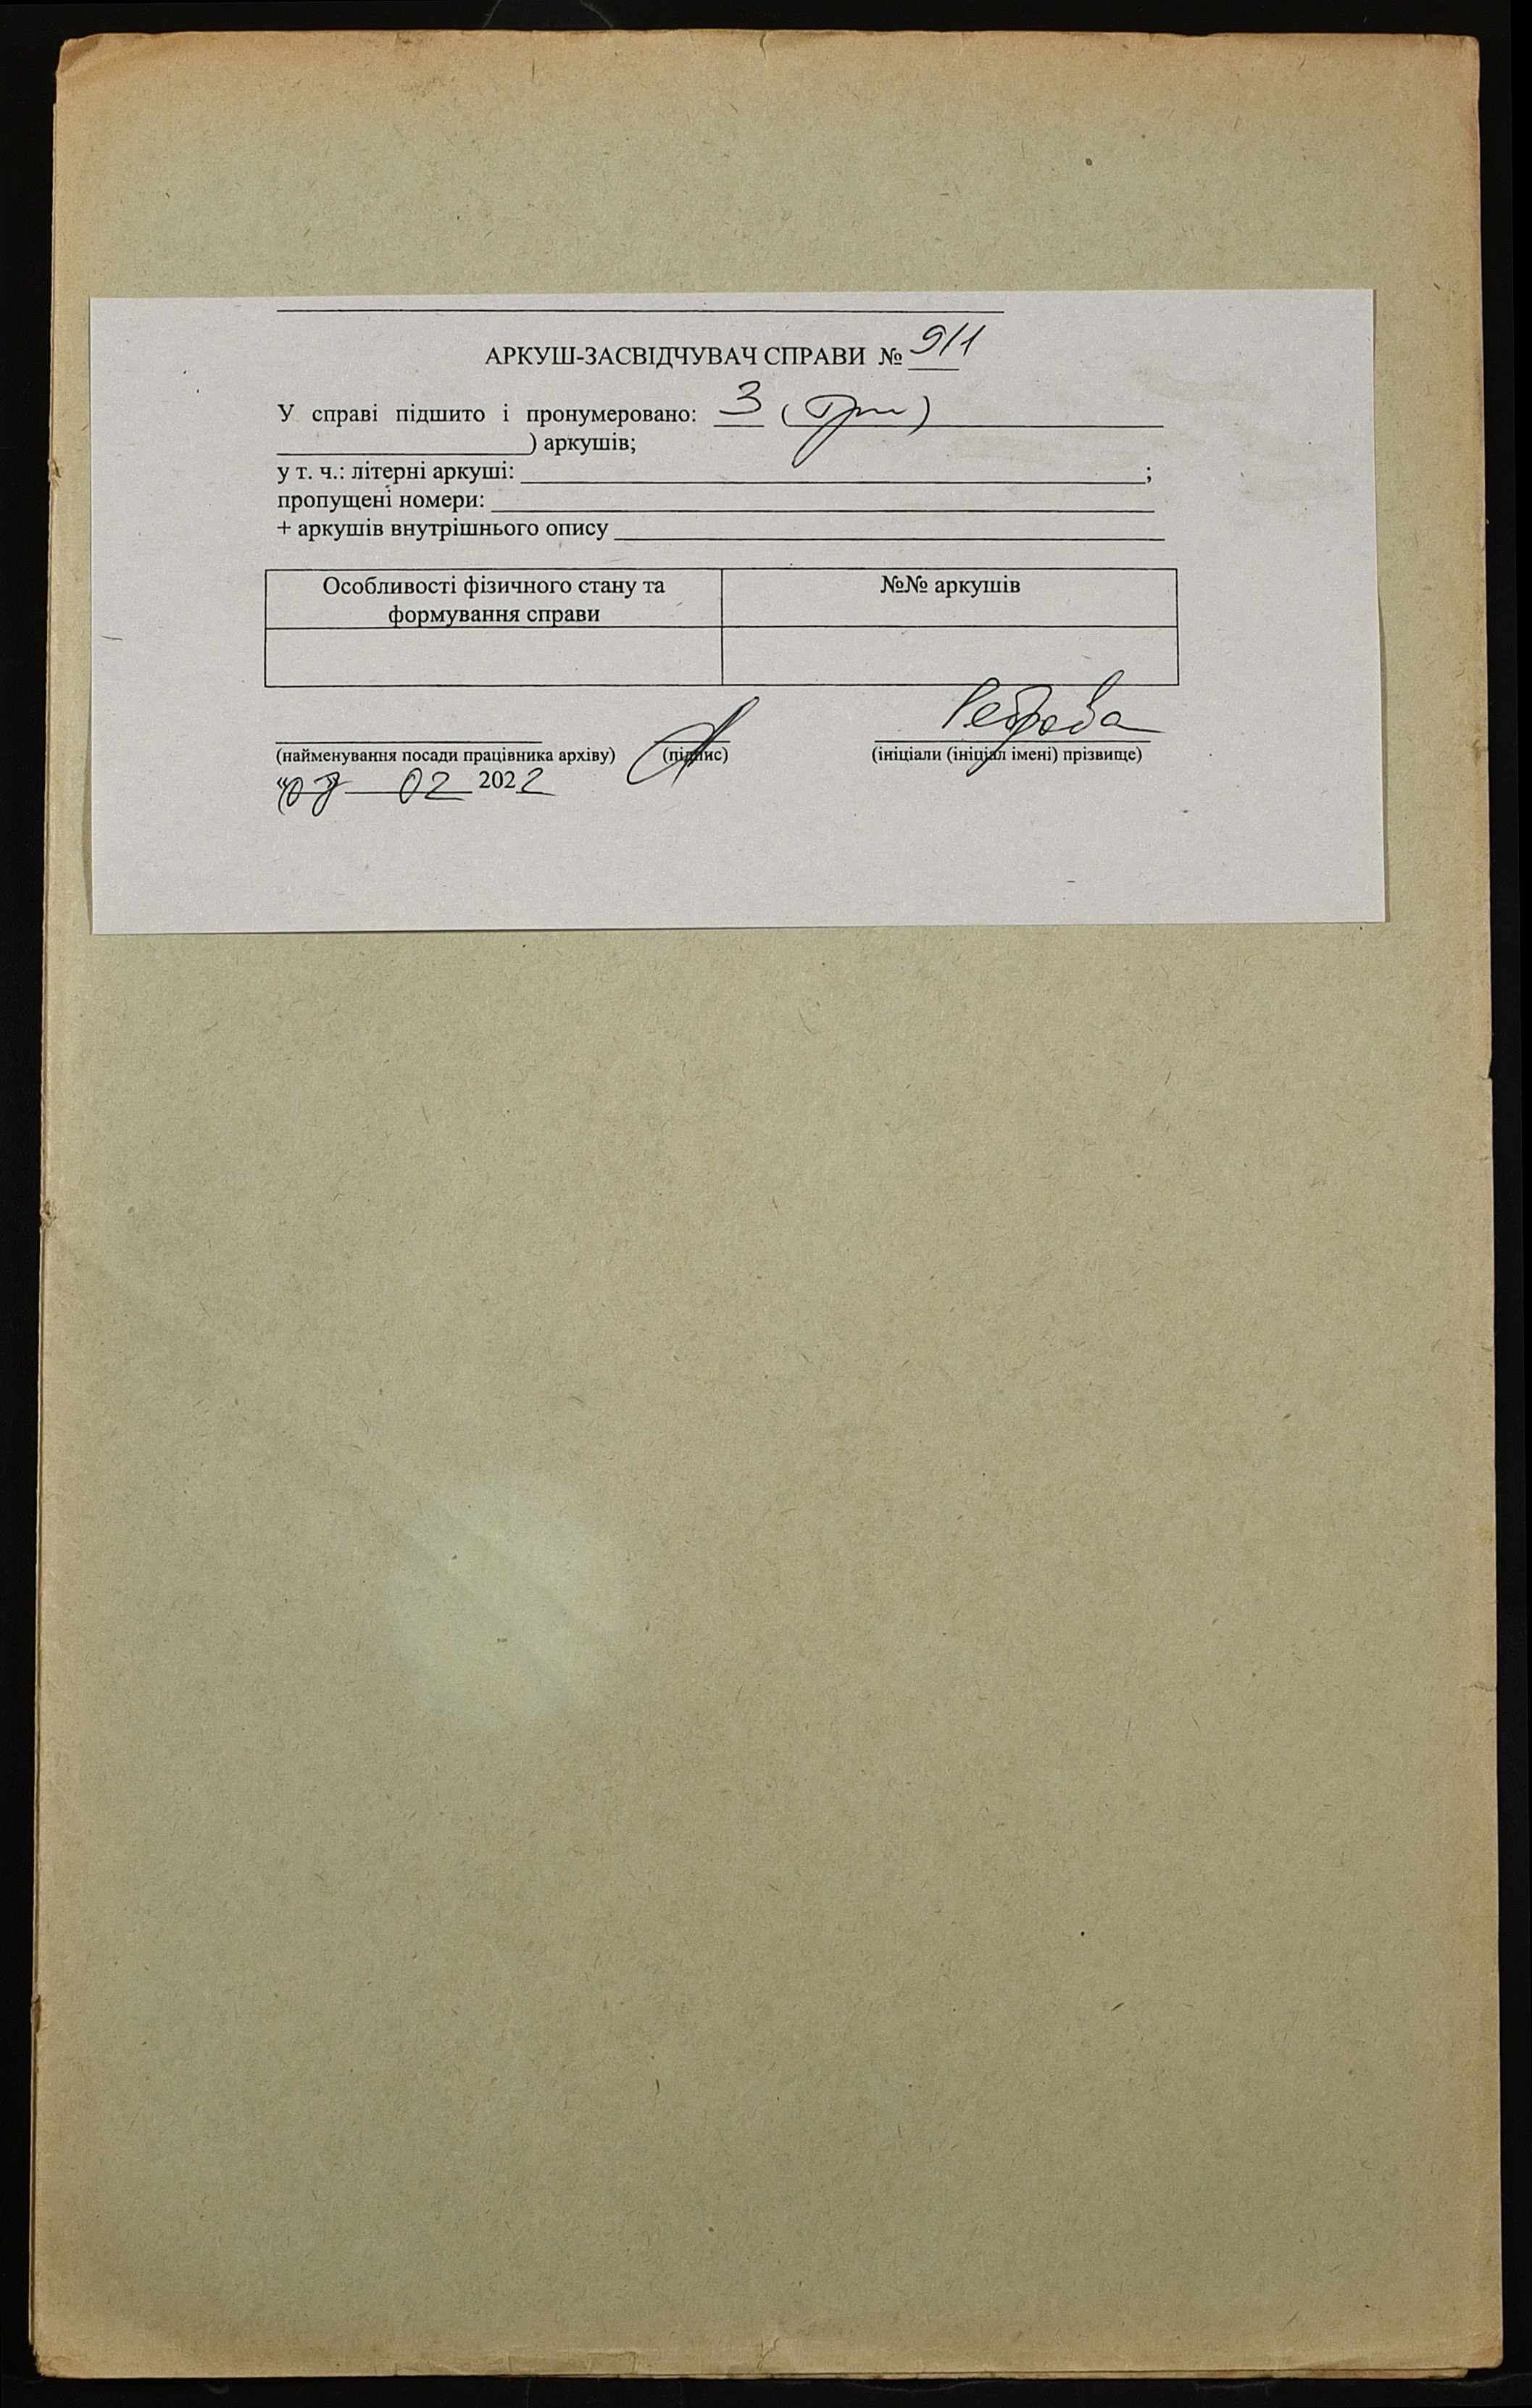 АРКУШ-ЗАСВІДЧУВАЧ СПРАВИ № 911
У справі підшито і пронумеровано: 3 (три)
) аркушів;
у т. ч.: літерні аркуші: ;
пропущені номери:
+ аркушів внутрішнього опису
Особливості фізичного стану та формування справи
№№ аркушів
Реброва
(найменування посади працівника архіву) (підпис) (ініціали (ініціал імені) прізвище)
02 2022